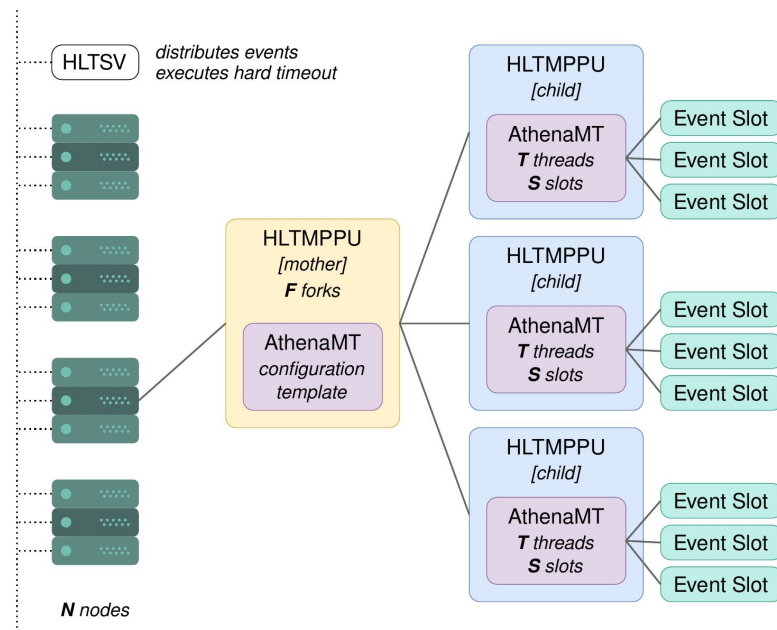 HLTSV
distributes events
executes hard timeout
N nodes
HLTMPPU
[mother]
F forks
AthenaMT
configuration
template
HLTMPPU
[child]
AthenaMT
T threads
S slots
Event Slot
Event Slot
Event Slot
HLTMPPU
[child]
AthenaMT
T threads
S slots
Event Slot
Event Slot
Event Slot
HLTMPPU
[child]
AthenaMT
T threads
S slots
Event Slot
Event Slot
Event Slot